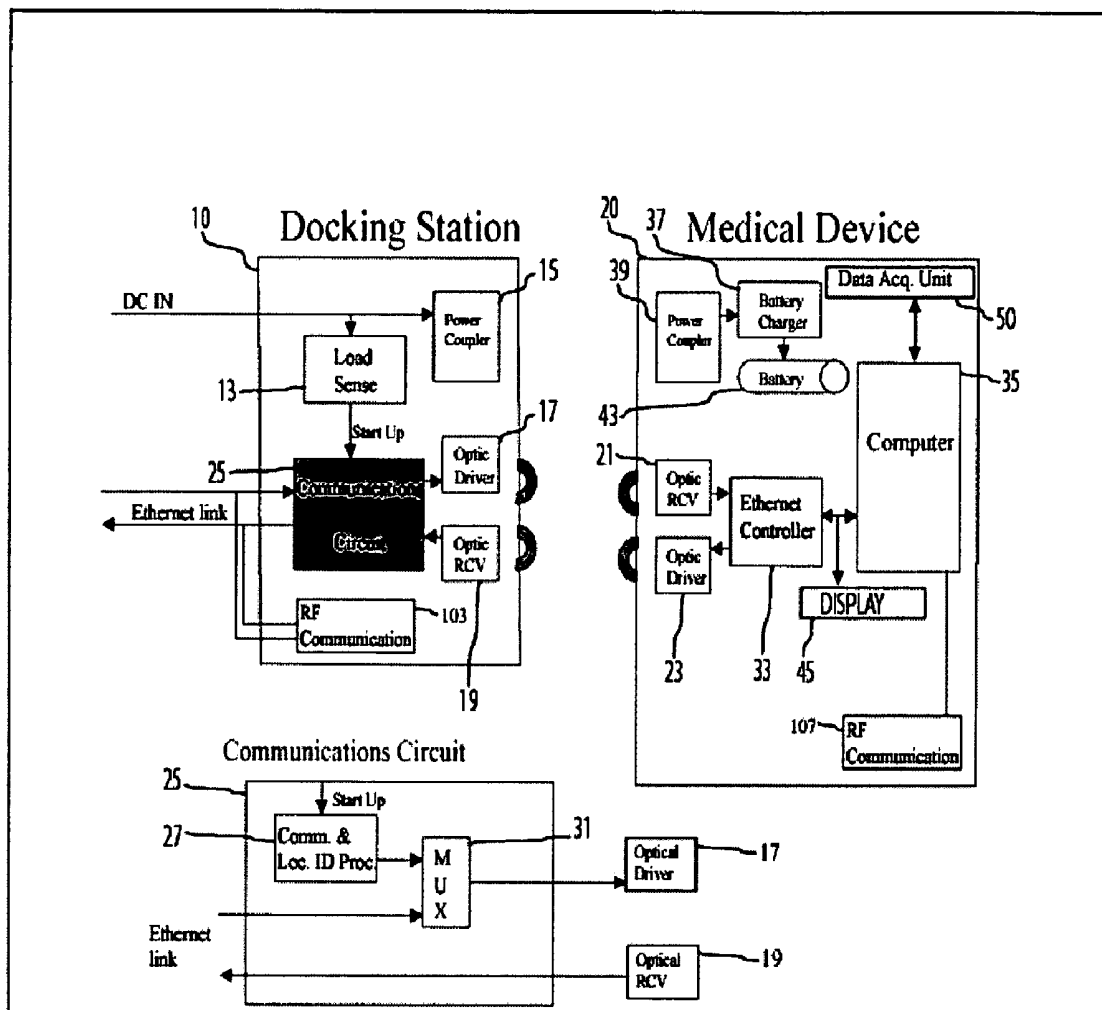 Docking Station
10
DC IN
15
Power
Coupler
Load
Sense
13
Start Up
17
25
Optic
Driver
Communications
Circuit
Ethernet link
Optic
RCV
RF
Communication
103
19
Medical Device
20
37
39
Data Acq. Unit
50
Battery
Charger
Power
Coupler
Battery
43
35
Computer
21
Optic
RCV
Ethernet
Controller
Optic
Driver
DISPLAY
23
33
45
107
RF
Communication
Communications Circuit
25
Start Up
27
Comm. &
Loc. ID Proc.
31
M
U
X
Optical
Driver
17
Ethernet
link
Optical
RCV
19